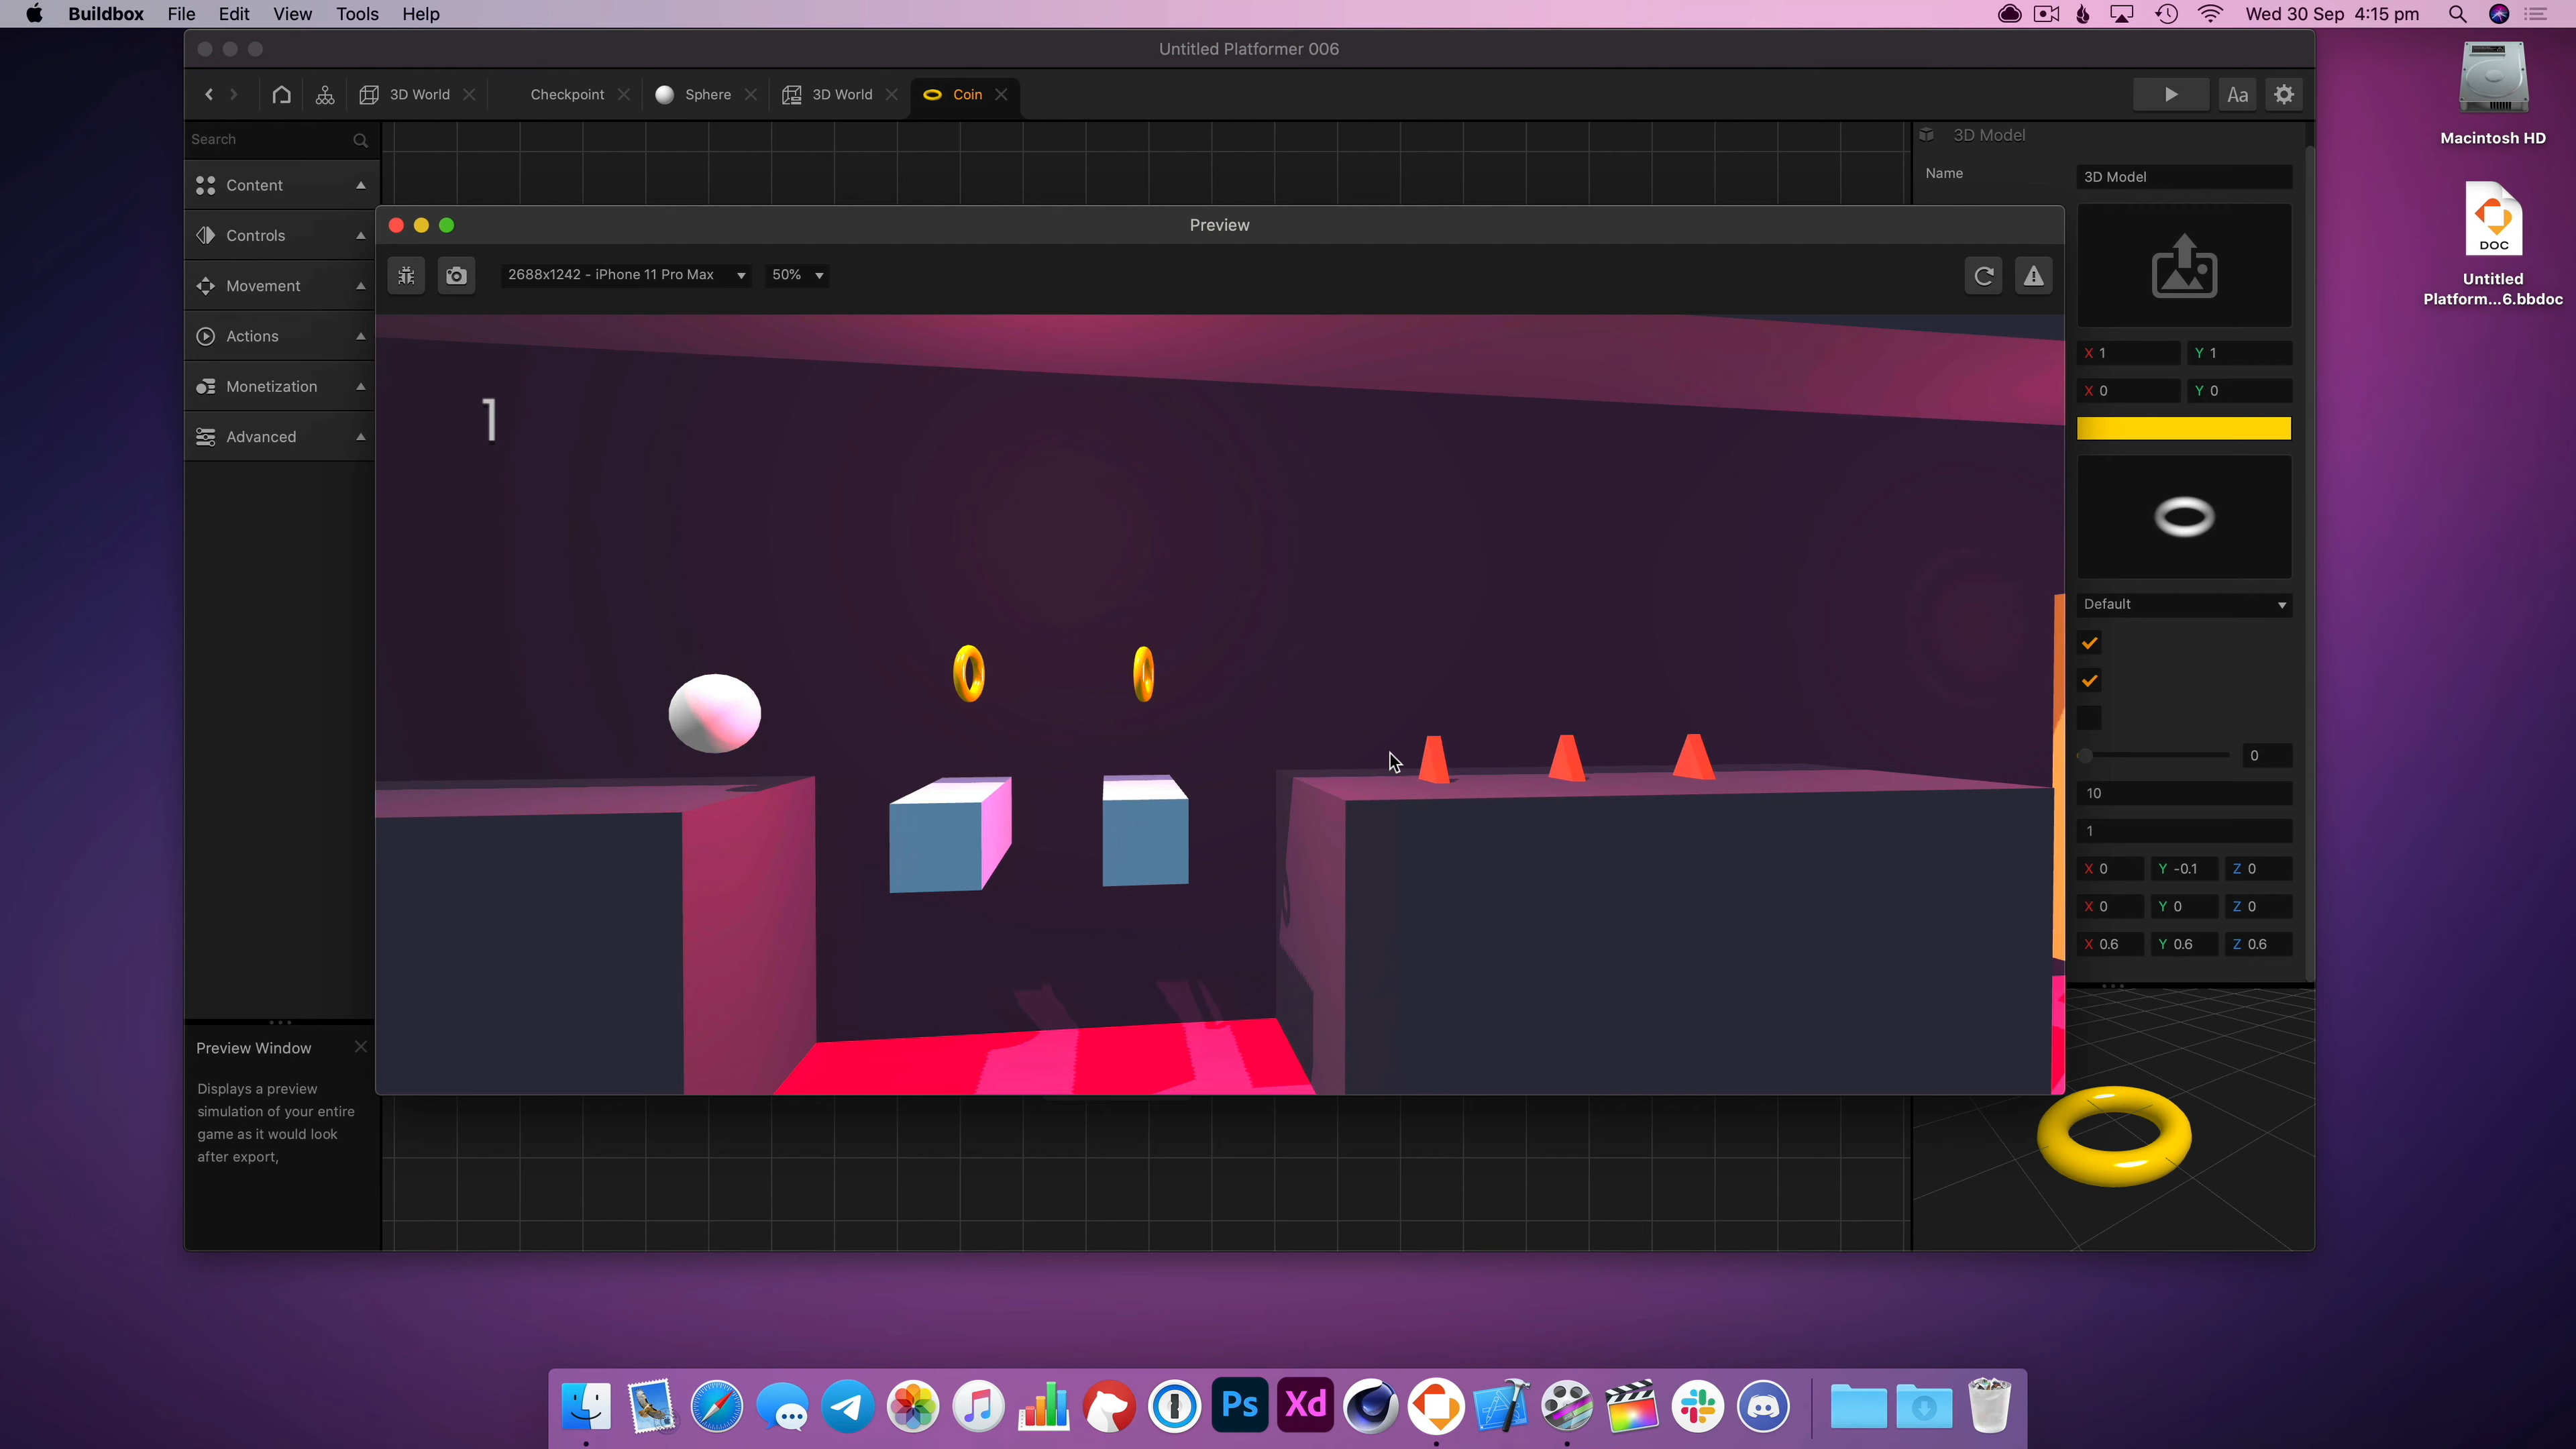 Buildbox File Edit View Tools Help
Wed 30 Sep 4:15 pm
Untitled Platformer 006
3D World
Checkpoint
Sphere
3D World
Coin
Aa
Search
Content
Controls
Movement
Actions
Monetization
Advanced
Preview
2688x1242 - iPhone 11 Pro Max
50%
1
3D Model
Name
3D Model
X 1 Y 1
X 0 Y 0
Default
0
10
1
X 0 Y -0.1 Z 0
X 0 Y 0 Z 0
X 0.6 Y 0.6 Z 0.6
Preview Window
Displays a preview
simulation of your entire
game as it would look
after export,
Macintosh HD
DOC
Untitled
Platform...6.bbdoc
Ps
Xd